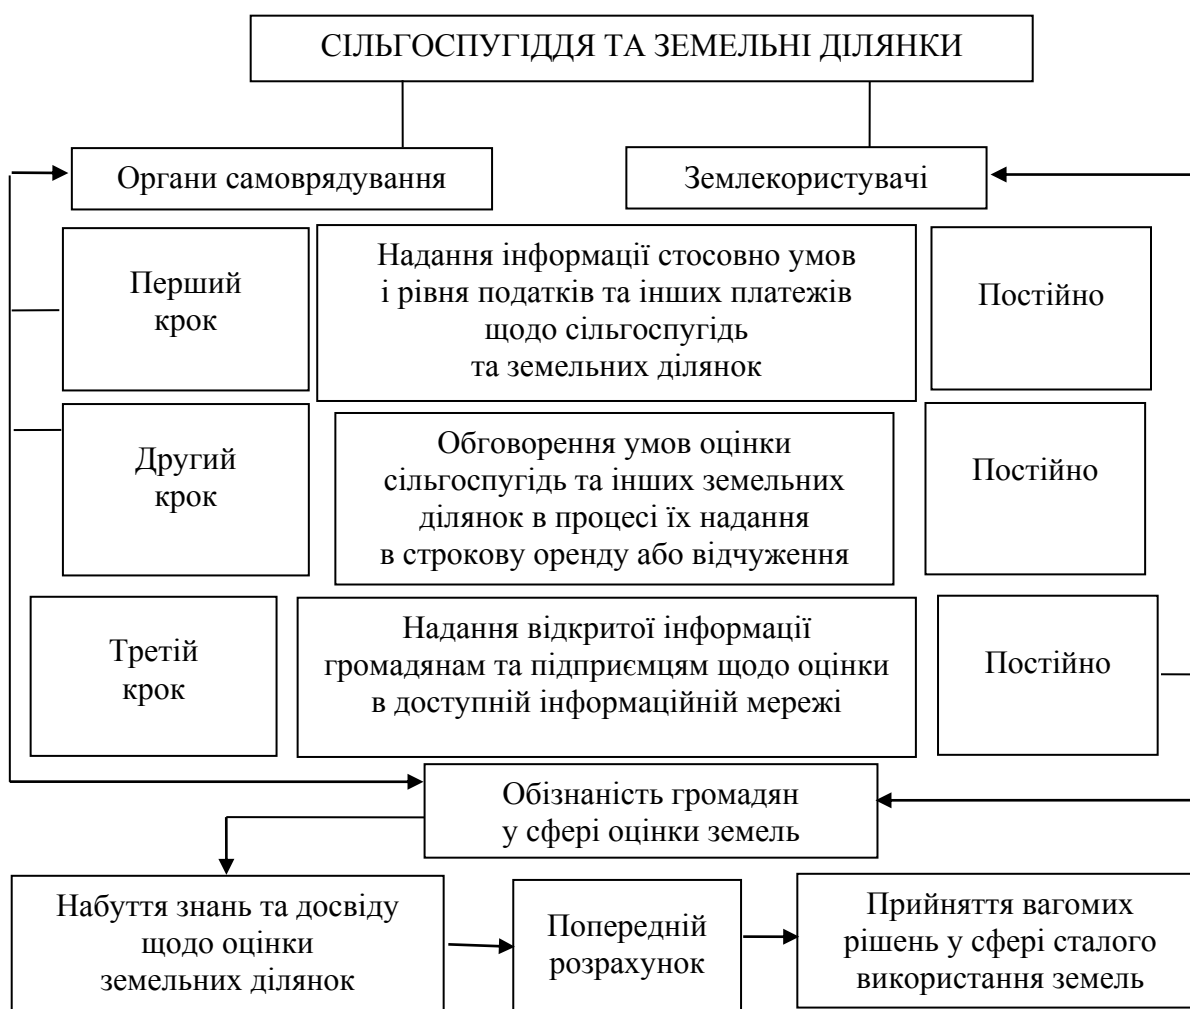 СІЛЬГОСПУГІДДЯ ТА ЗЕМЕЛЬНІ ДІЛЯНКИ
Органи самоврядування
Землекористувачі
Перший
крок
Надання інформації стосовно умов
і рівня податків та інших платежів
щодо сільгоспугідь
та земельних ділянок
Постійно
Другий
крок
Обговорення умов оцінки
сільгоспугідь та інших земельних
ділянок в процесі їх надання
в строкову оренду або відчуження
Постійно
Третій
крок
Надання відкритої інформації
громадянам та підприємцям щодо оцінки
в доступній інформаційній мережі
Постійно
Обізнаність громадян
у сфері оцінки земель
Набуття знань та досвіду
щодо оцінки
земельних ділянок
Попередній
розрахунок
Прийняття вагомих
рішень у сфері сталого
використання земель